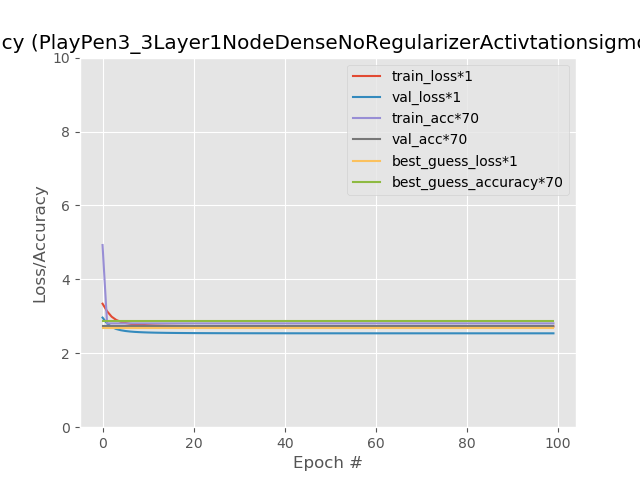 cy (PlayPen3_3Layer1NodeDenseNoRegularizerActivtationsigmo
10
8
6
4
2
0
Loss/Accuracy
train_loss*1
val_loss*1
train_acc*70
val_acc*70
best_guess_loss*1
best_guess_accuracy*70
0 20 40 60 80 100
Epoch #